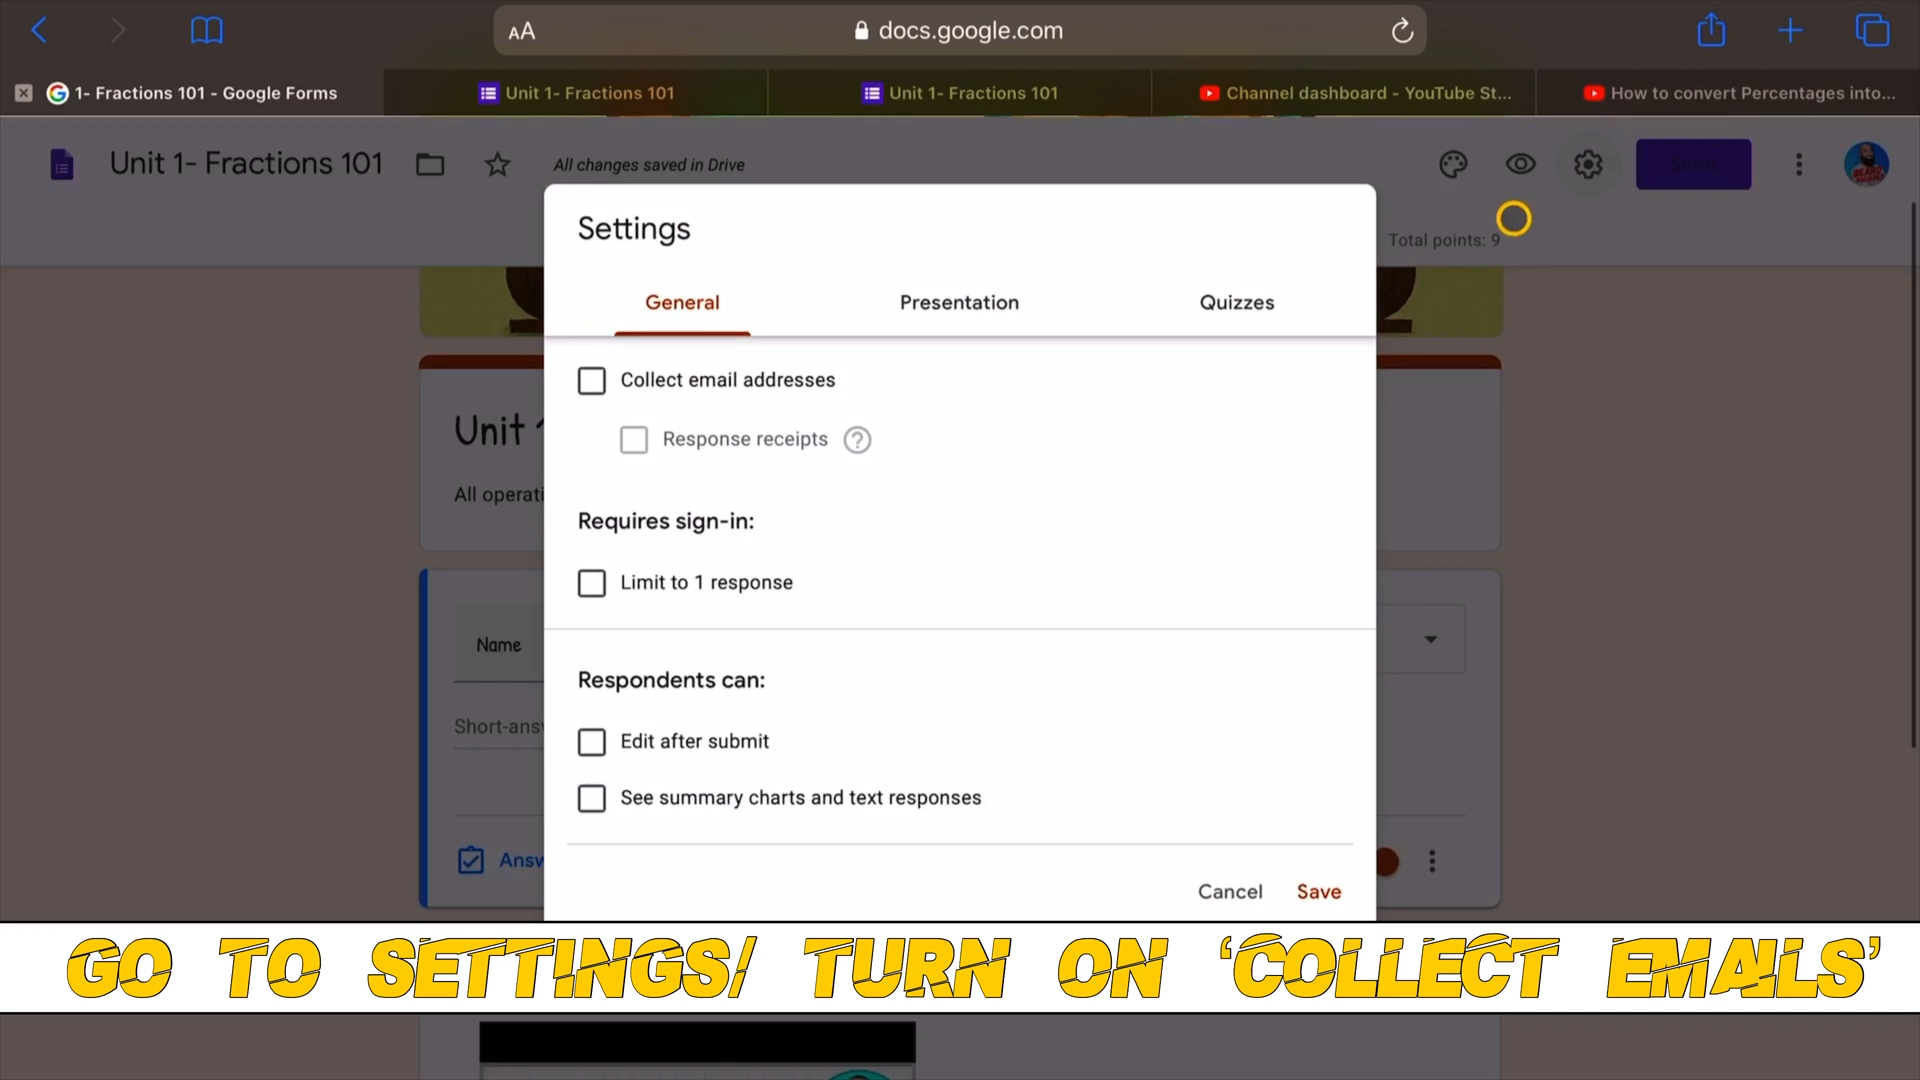 AA
docs.google.com
1- Fractions 101 - Google Forms
Unit 1- Fractions 101
Unit 1- Fractions 101
Channel dashboard - YouTube St...
How to convert Percentages into...
Unit 1- Fractions 101
All changes saved in Drive
Send
Total points: 9
Settings
General
Presentation
Quizzes
Collect email addresses
Response receipts
Requires sign-in:
Limit to 1 response
Respondents can:
Edit after submit
See summary charts and text responses
Cancel
Save
Unit
All operati
Name
Short-ans
Answ
GO TO SETTINGS/ TURN ON ‘COLLECT EMAILS’